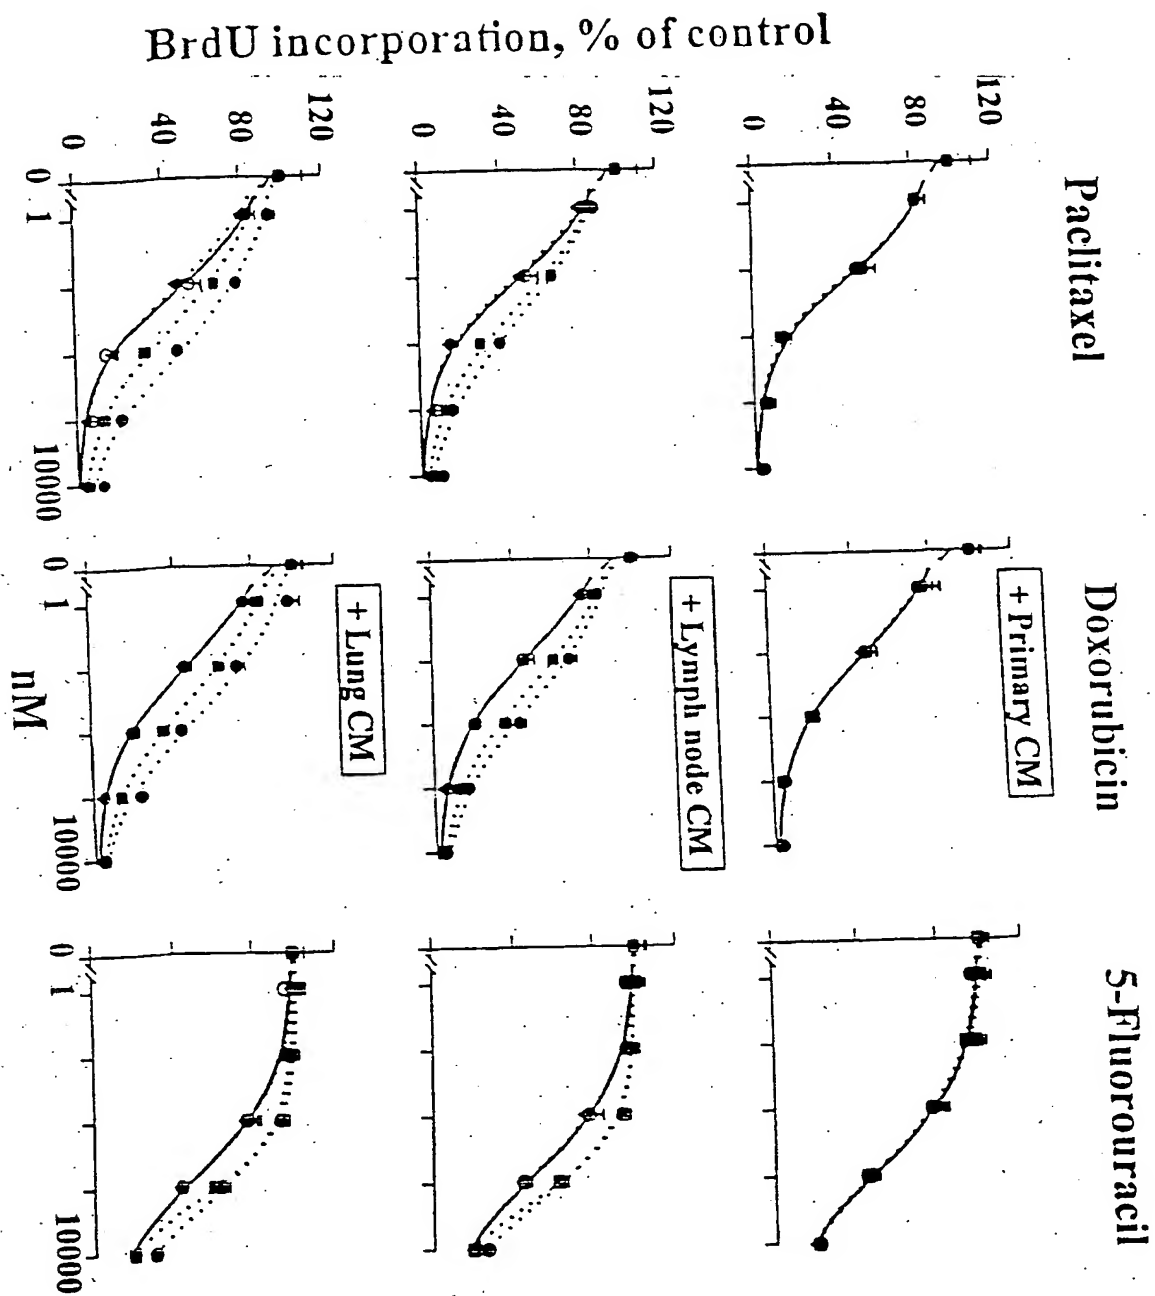 Paclitaxel
Doxorubicin
5-Fluorouracil
BrdU incorporation, % of control
120
80
40
0
+ Primary CM
120
80
40
0
+ Lymph node CM
120
80
40
0
+ Lung CM
0 1 10000
0 1 10000
0 1 10000
nM